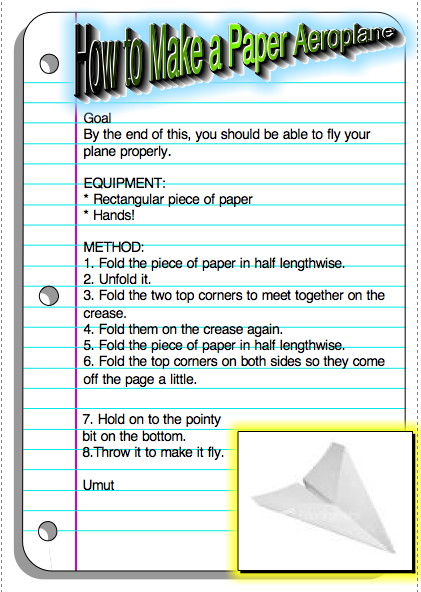 How to Make a Paper Aeroplane
Goal
By the end of this, you should be able to fly your
plane properly.
EQUIPMENT:
* Rectangular piece of paper
* Hands!
METHOD:
1. Fold the piece of paper in half lengthwise.
2. Unfold it.
3. Fold the two top corners to meet together on the
crease.
4. Fold them on the crease again.
5. Fold the piece of paper in half lengthwise.
6. Fold the top corners on both sides so they come
off the page a little.
7. Hold on to the pointy
bit on the bottom.
8.Throw it to make it fly.
Umut